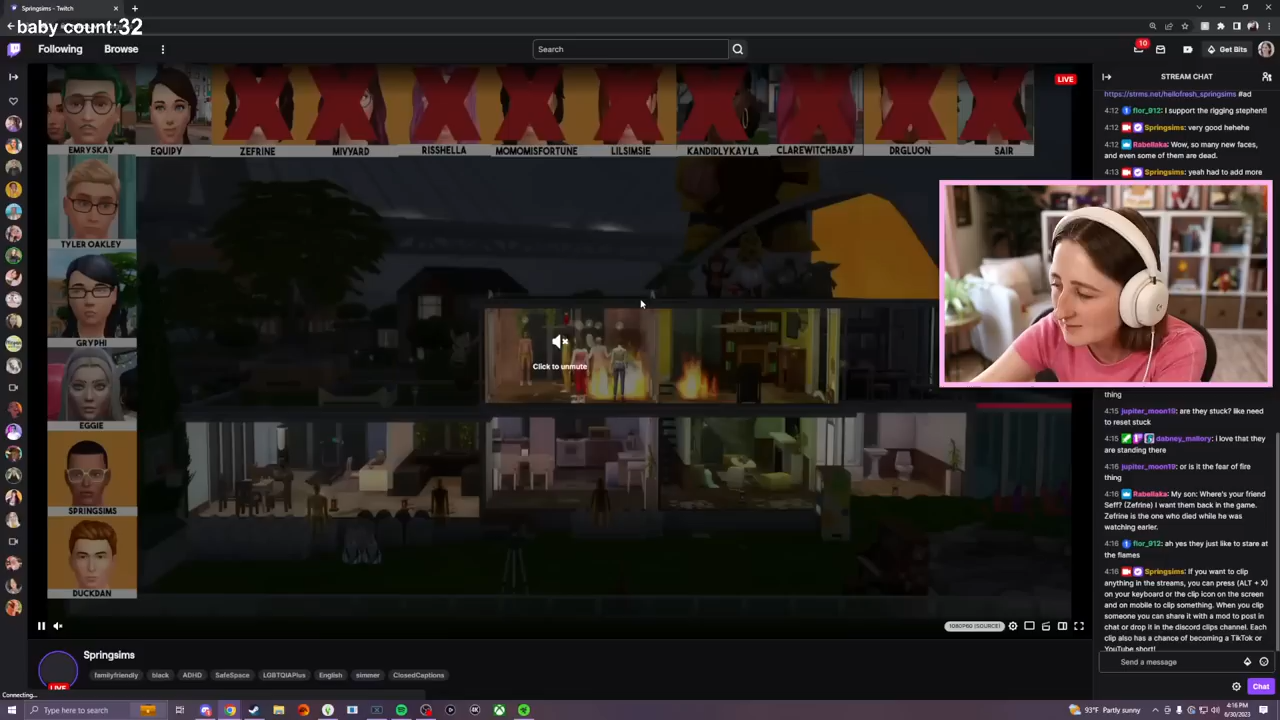 Springsims - Twitch
baby count:32
Following
Browse
Search
10
Get Bits
LIVE
STREAM CHAT
EMRYSKAY
EQUIPY
ZEFRINE
MIVYARD
RISSHELLA
MOMOMISFORTUNE
LILSIMSIE
KANDIDLYKAYLA
CLAREWITCHBABY
DRGLUON
SAIR
TYLER OAKLEY
GRYPHI
EGGIE
SPRINGSIMS
DUCKDAN
Click to unmute
1080P60 (SOURCE)
https://strms.net/hellofresh_springsims #ad
4:12 flor_912: I support the rigging stephen!!
4:12 Springsims: very good hehehe
4:12 Rabellaka: Wow, so many new faces,
and even some of them are dead.
4:13 Springsims: yeah had to add more
thing
4:15 jupiter_moon19: are they stuck? like need
to reset stuck
4:15 dabney_mallory: I love that they
are standing there
4:16 jupiter_moon19: or is it the fear of fire
thing
4:16 Rabellaka: My son: Where's your friend
Seff? (Zefrine) I want them back in the game.
Zefrine is the one who died while he was
watching earlier.
4:16 flor_912: ah yes they just like to stare at
the flames
4:16 Springsims: If you want to clip
anything in the streams, you can press (ALT + X)
on your keyboard or the clip icon on the screen
and on mobile to clip something. When you clip
someone you can share it with a mod to post in
chat or drop it in the discord clips channel. Each
clip also has a chance of becoming a TikTok or
YouTube short!
Send a message
Chat
Springsims
LIVE
familyfriendly
black
ADHD
SafeSpace
LGBTQIAPlus
English
simmer
ClosedCaptions
Connecting...
Type here to search
93°F Partly sunny
4:16 PM
6/30/2023